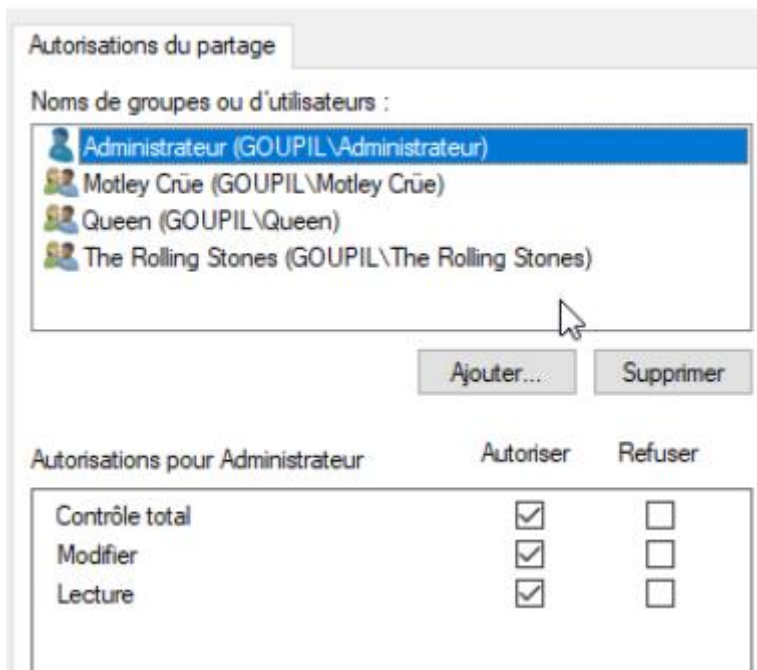 Autorisations du partage
Noms de groupes ou d'utilisateurs :
Administrateur (GOUPIL\Administrateur)
Motley Crüe (GOUPIL\Motley Crüe)
Queen (GOUPIL\Queen)
The Rolling Stones (GOUPIL\The Rolling Stones)
Ajouter... Supprimer
Autorisations pour Administrateur Autoriser Refuser
Contrôle total
Modifier
Lecture